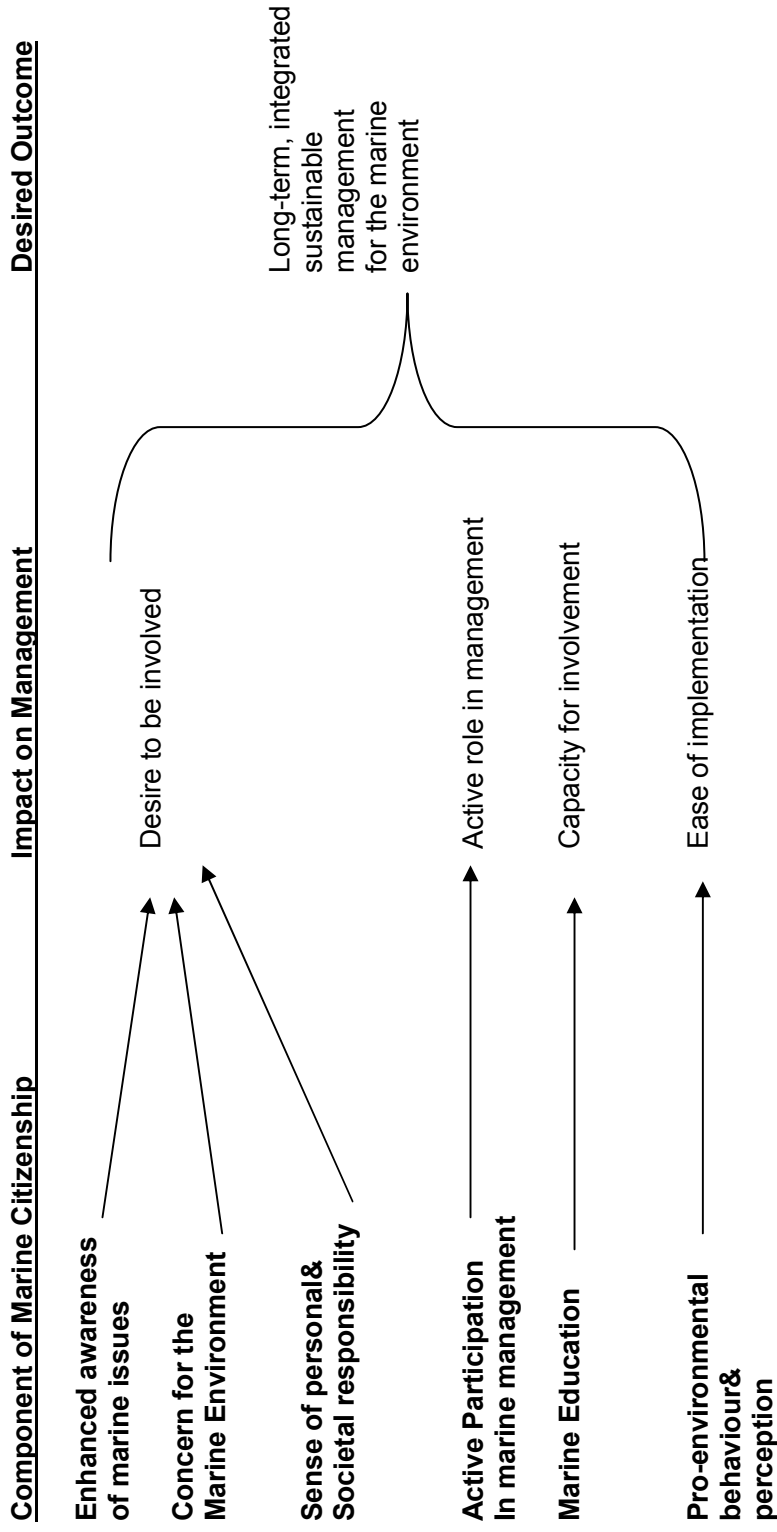 Component of Marine Citizenship
Impact on Management
Desired Outcome
Enhanced awareness
of marine issues
Concern for the
Marine Environment
Sense of personal&
Societal responsibility
Active Participation
In marine management
Marine Education
Pro-environmental
behaviour&
perception
Desire to be involved
Active role in management
Capacity for involvement
Ease of implementation
Long-term, integrated
sustainable
management
for the marine
environment